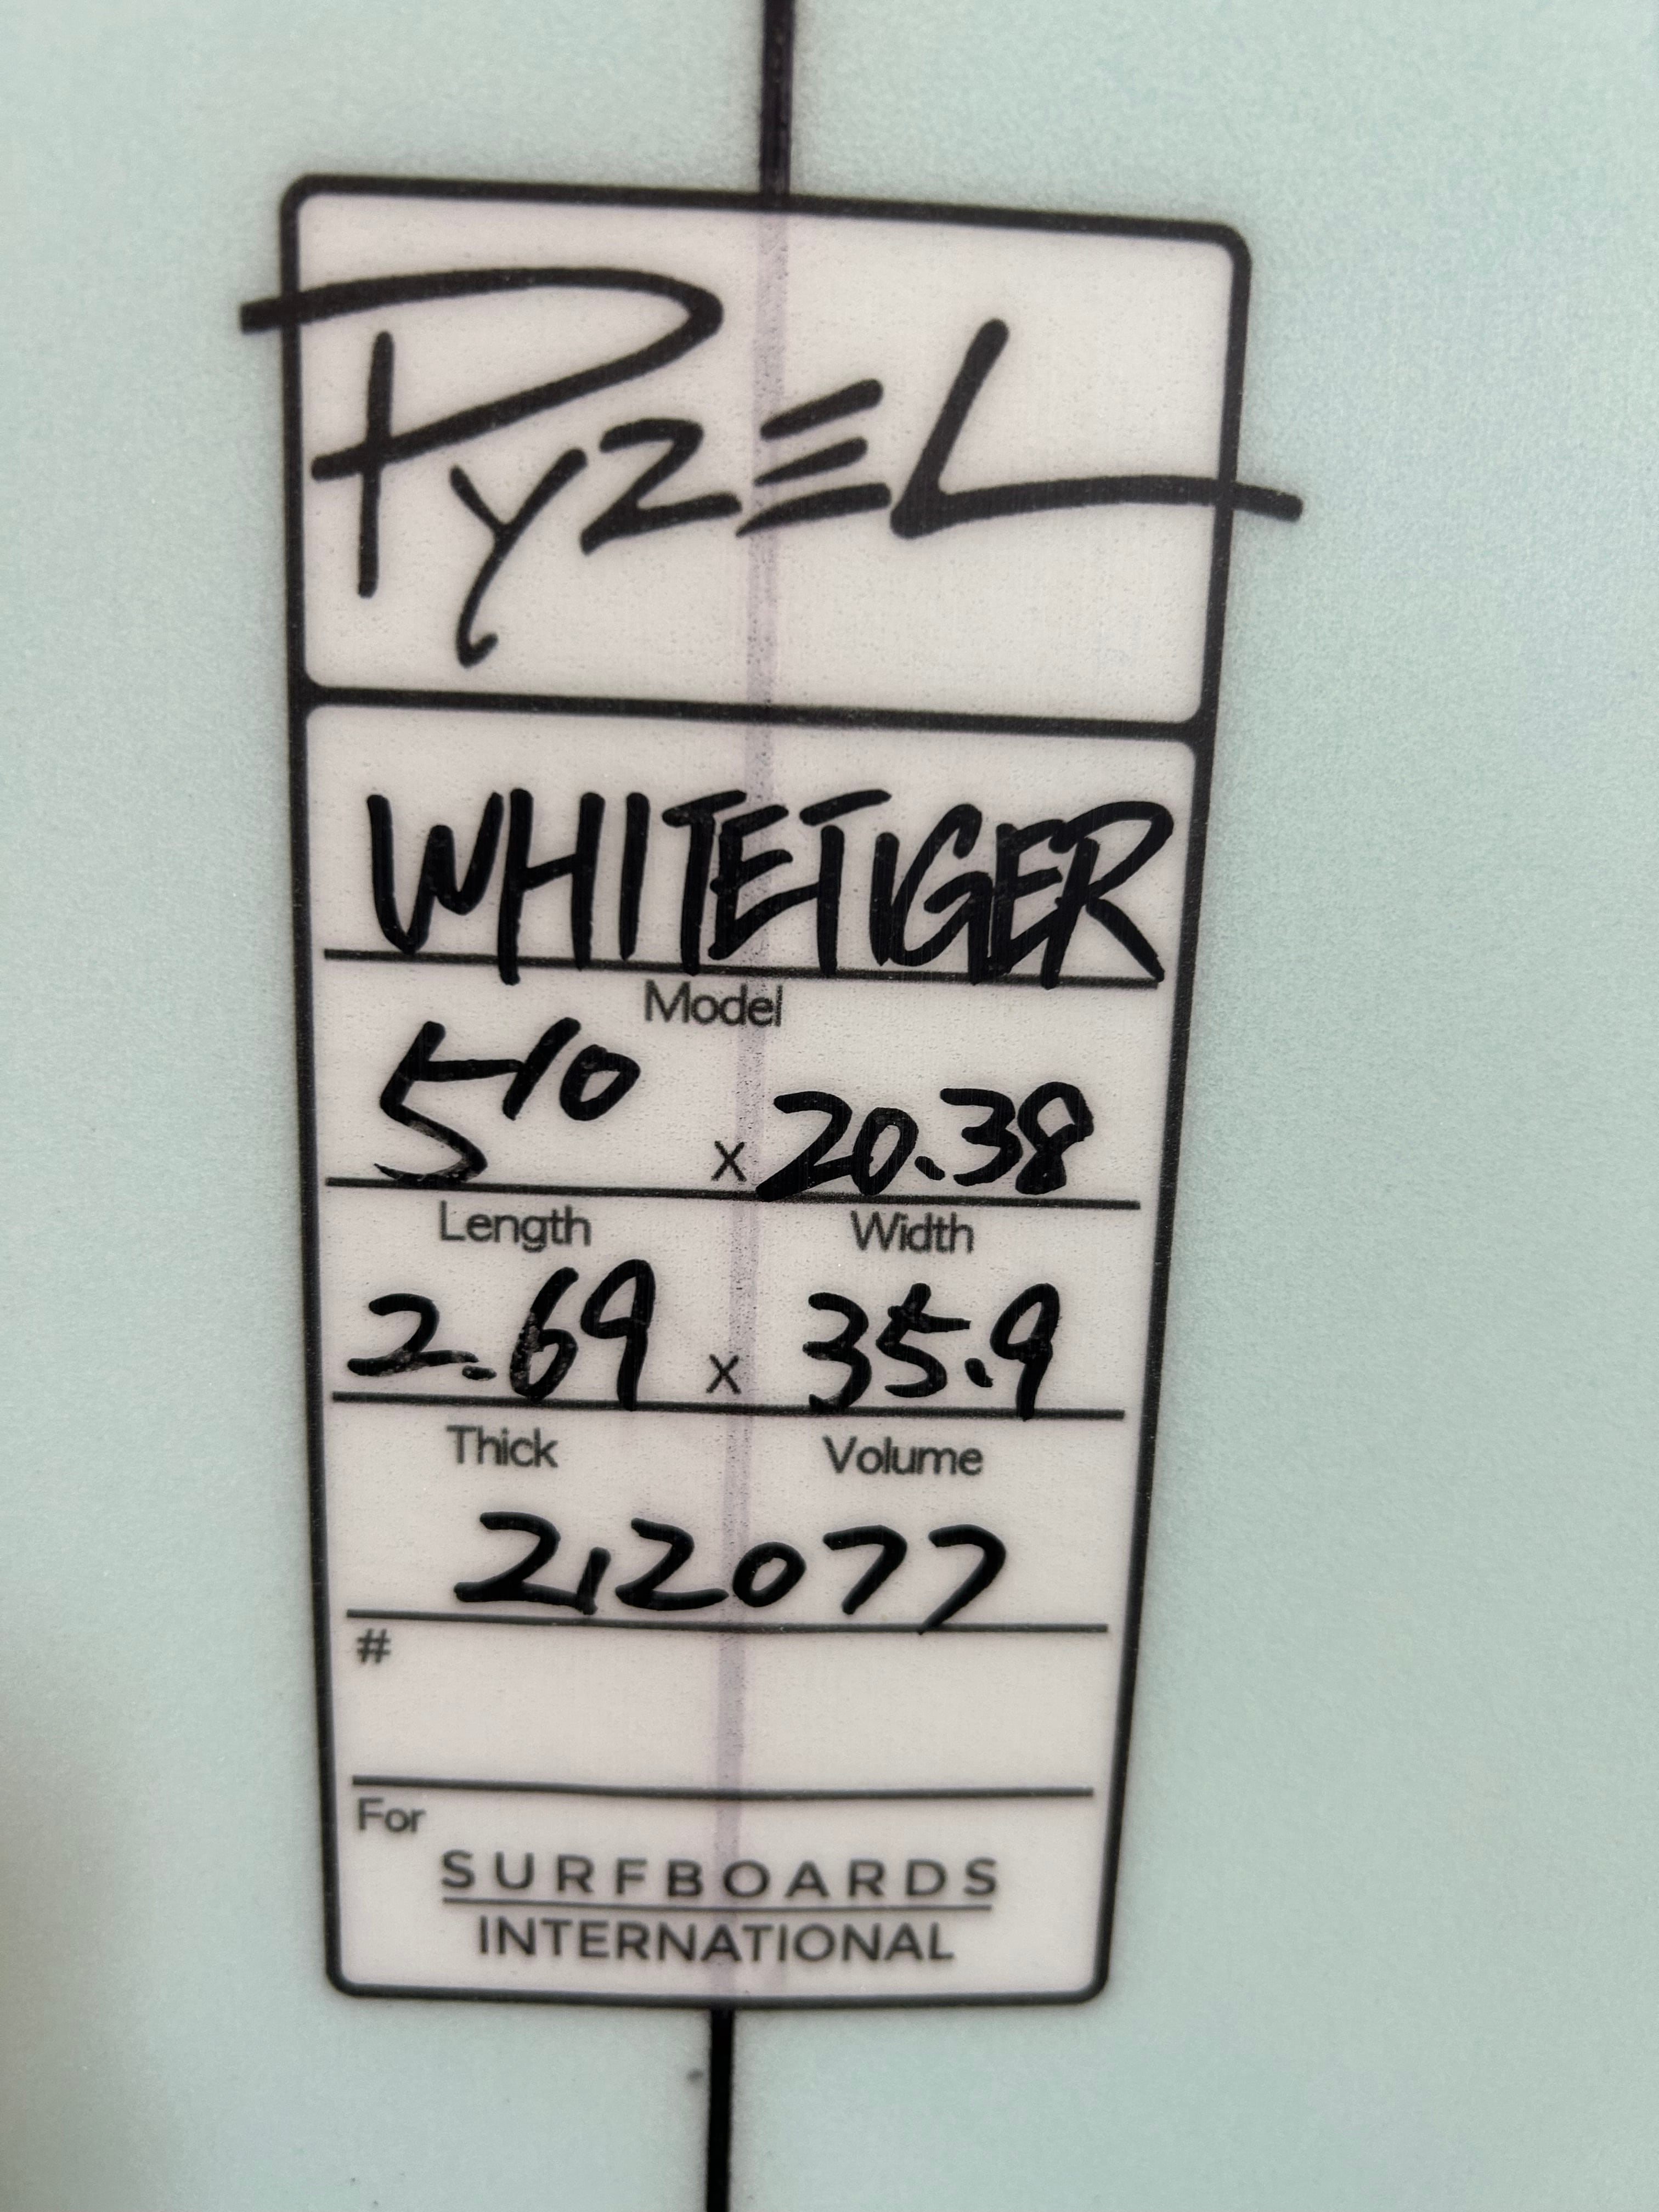 PYZEL
WHITETIGER
Model
5'10 x 20.38
Length Width
2.69 x 35.9
Thick Volume
212077
#
For
SURFBOARDS
INTERNATIONAL